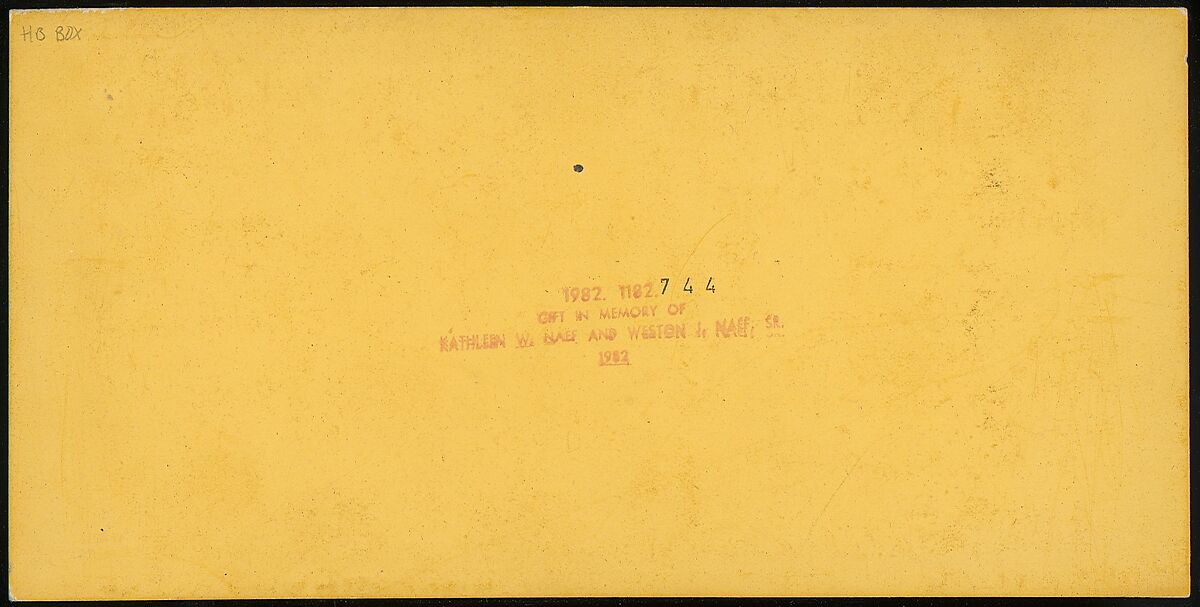 HB BOX
1982. 1182.744
GIFT IN MEMORY OF
KATHLEEN W. NAEF AND WESTON J. NAEF, SR.
1982